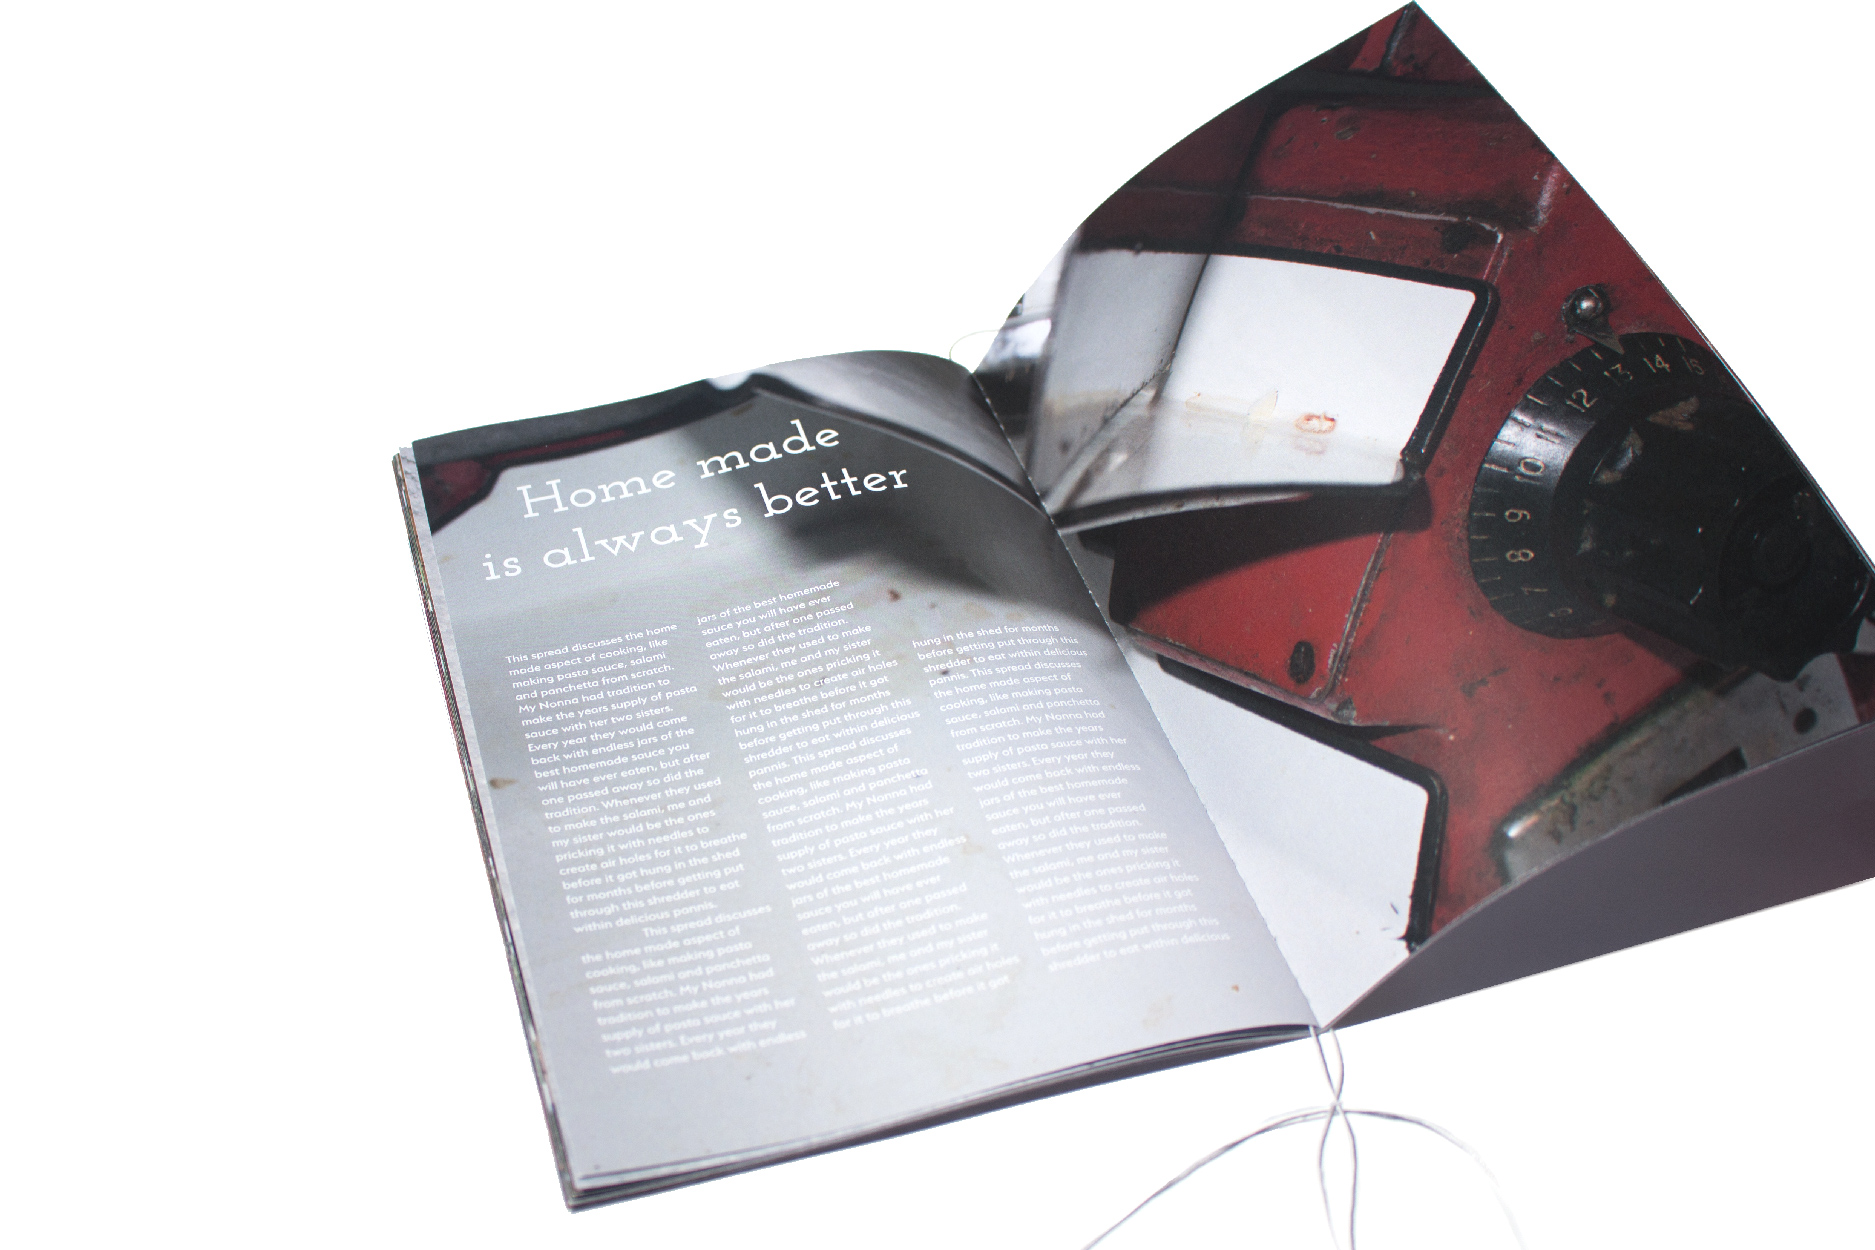 Home made
is always better
This spread discusses the home
made aspect of cooking, like
making pasta sauce, salami
and panchetta from scratch.
My Nonna had tradition to
make the years supply of pasta
sauce with her two sisters.
Every year they would come
back with endless jars of the
best homemade sauce you
will have ever eaten, but after
one passed away so did the
tradition. Whenever they used
to make the salami, me and
my sister would be the ones
pricking it with needles to
create air holes for it to breathe
before it got hung in the shed
for months before getting put
through this shredder to eat
within delicious pannis.
This spread discusses
the home made aspect of
cooking, like making pasta
sauce, salami and panchetta
from scratch. My Nonna had
tradition to make the years
supply of pasta sauce with her
two sisters. Every year they
would come back with endless
jars of the best homemade
sauce you will have ever
eaten, but after one passed
away so did the tradition.
Whenever they used to make
the salami, me and my sister
would be the ones pricking it
with needles to create air holes
for it to breathe before it got
hung in the shed for months
before getting put through this
shredder to eat within delicious
pannis. This spread discusses
the home made aspect of
cooking, like making pasta
sauce, salami and panchetta
from scratch. My Nonna had
tradition to make the years
supply of pasta sauce with her
two sisters. Every year they
would come back with endless
jars of the best homemade
sauce you will have ever
eaten, but after one passed
away so did the tradition.
Whenever they used to make
the salami, me and my sister
would be the ones pricking it
with needles to create air holes
for it to breathe before it got
hung in the shed for months
before getting put through this
shredder to eat within delicious
pannis. This spread discusses
the home made aspect of
cooking, like making pasta
sauce, salami and panchetta
from scratch. My Nonna had
tradition to make the years
supply of pasta sauce with her
two sisters. Every year they
would come back with endless
jars of the best homemade
sauce you will have ever
eaten, but after one passed
away so did the tradition.
Whenever they used to make
the salami, me and my sister
would be the ones pricking it
with needles to create air holes
for it to breathe before it got
hung in the shed for months
before getting put through this
shredder to eat within delicious
15
14
13
12
11
10
9
8
7